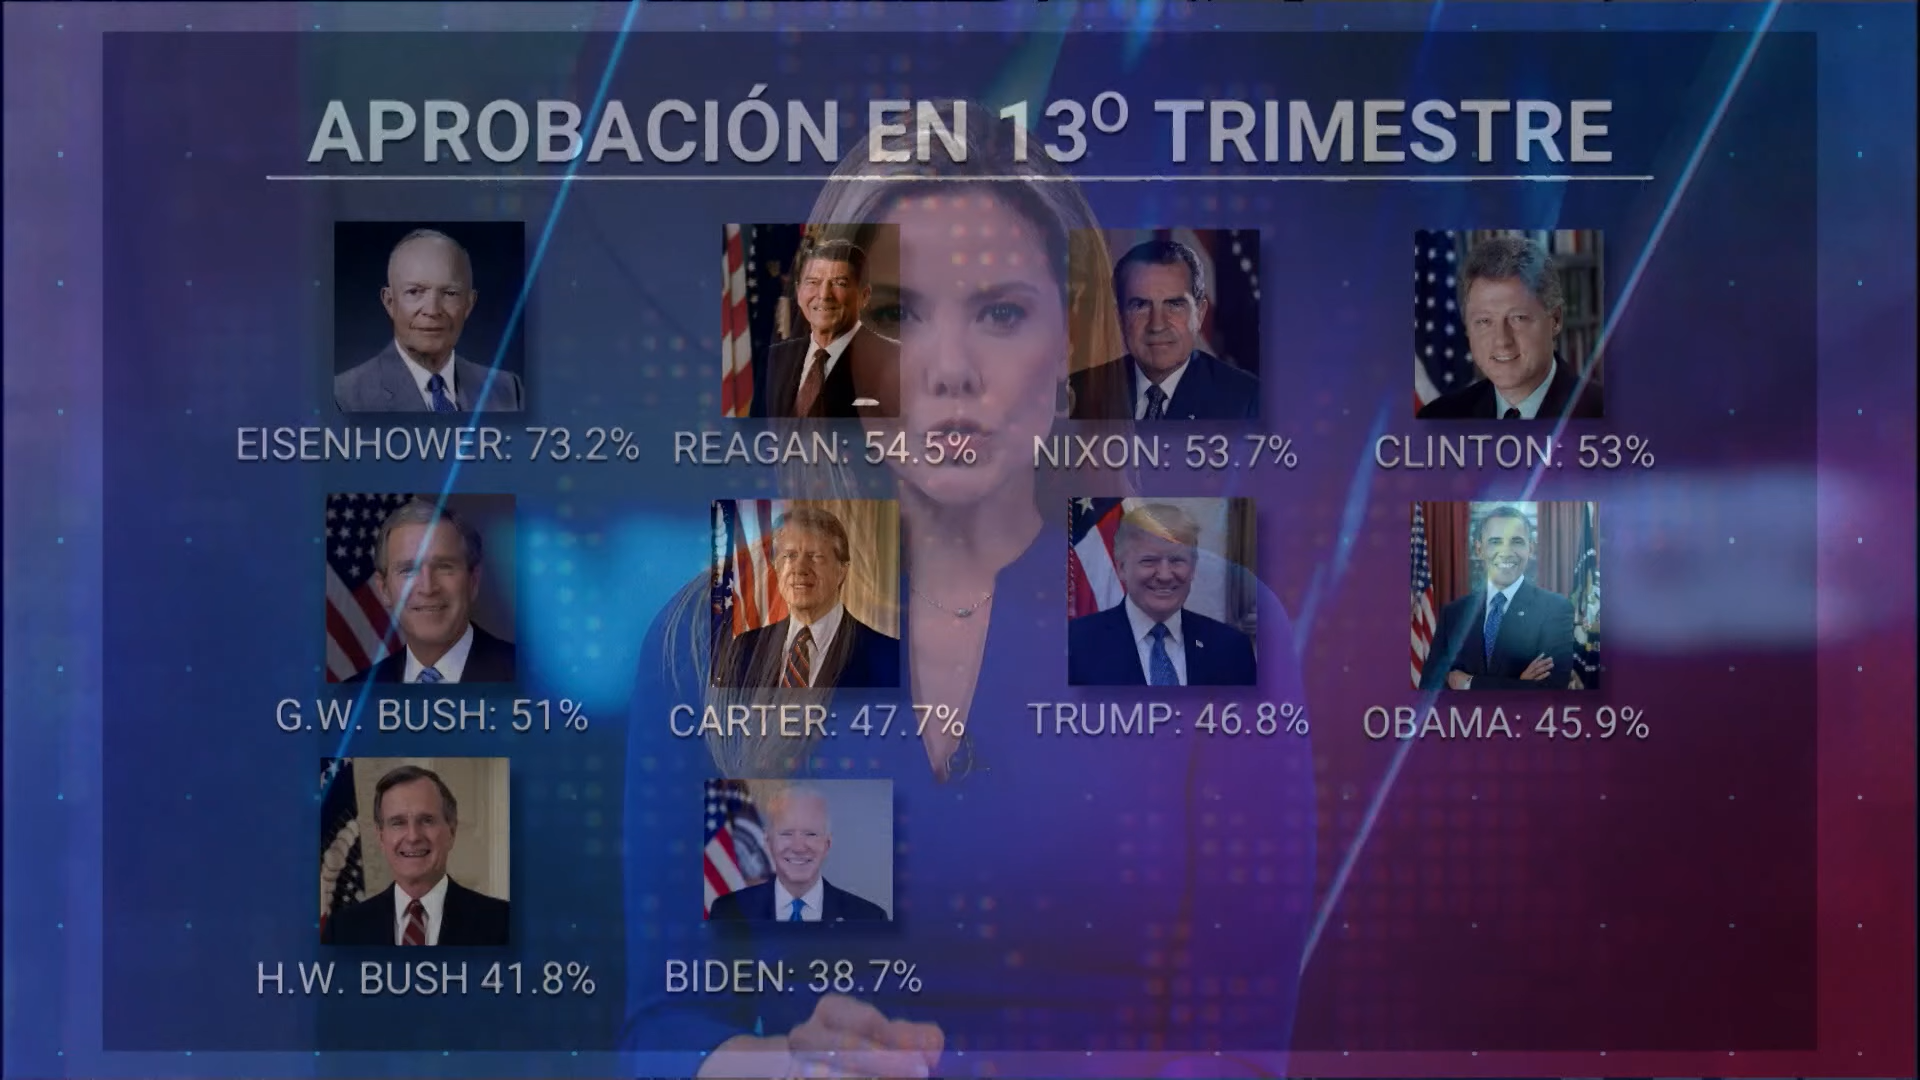 APROBACIÓN EN 13º TRIMESTRE
EISENHOWER: 73.2%
REAGAN: 54.5%
NIXON: 53.7%
CLINTON: 53%
G.W. BUSH: 51%
CARTER: 47.7%
TRUMP: 46.8%
OBAMA: 45.9%
H.W. BUSH 41.8%
BIDEN: 38.7%